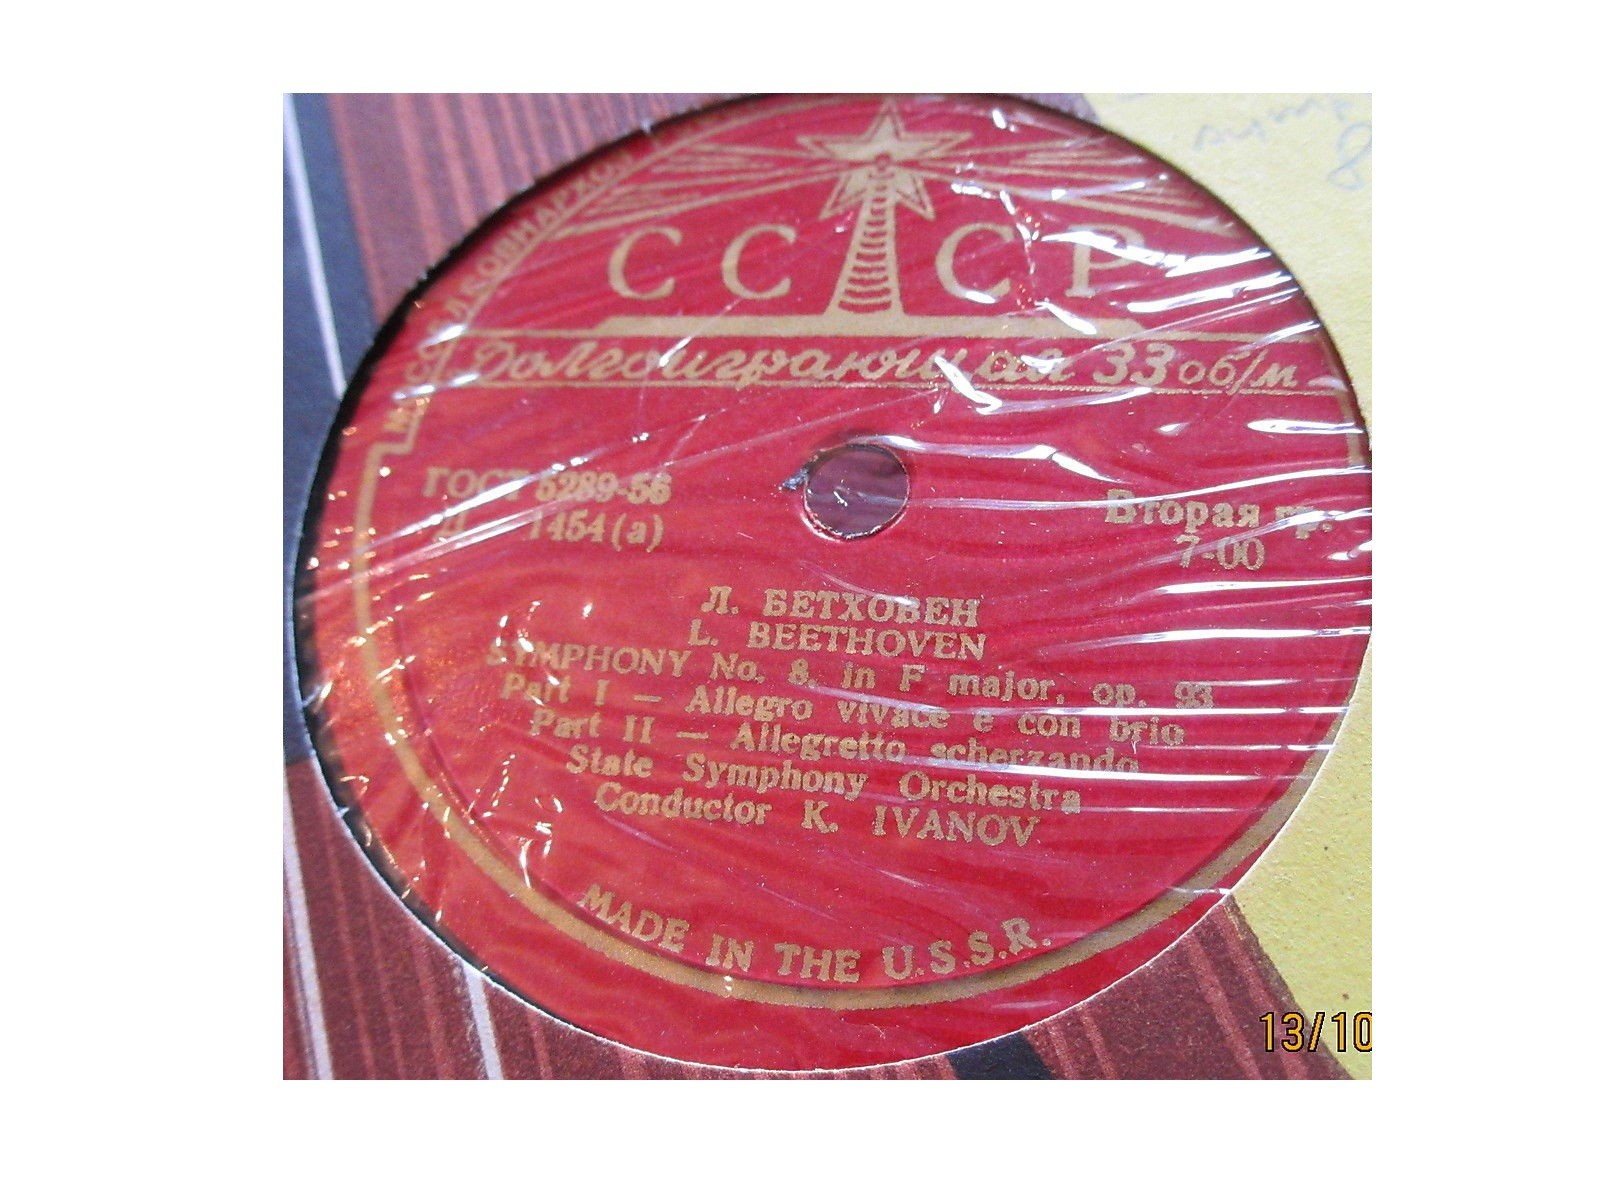 СССР
Долгоиграющая 33 об/м
ГОСТ 5289-56
Д 1454 (a)
Вторая гр.
7-00
Л. БЕТХОВЕН
L. BEETHOVEN
SYMPHONY No. 8, in F major, op. 93
Part I — Allegro vivace e con brio
Part II — Allegretto scherzando
State Symphony Orchestra
Conductor K. IVANOV
MADE IN THE U.S.S.R.
8
13/10